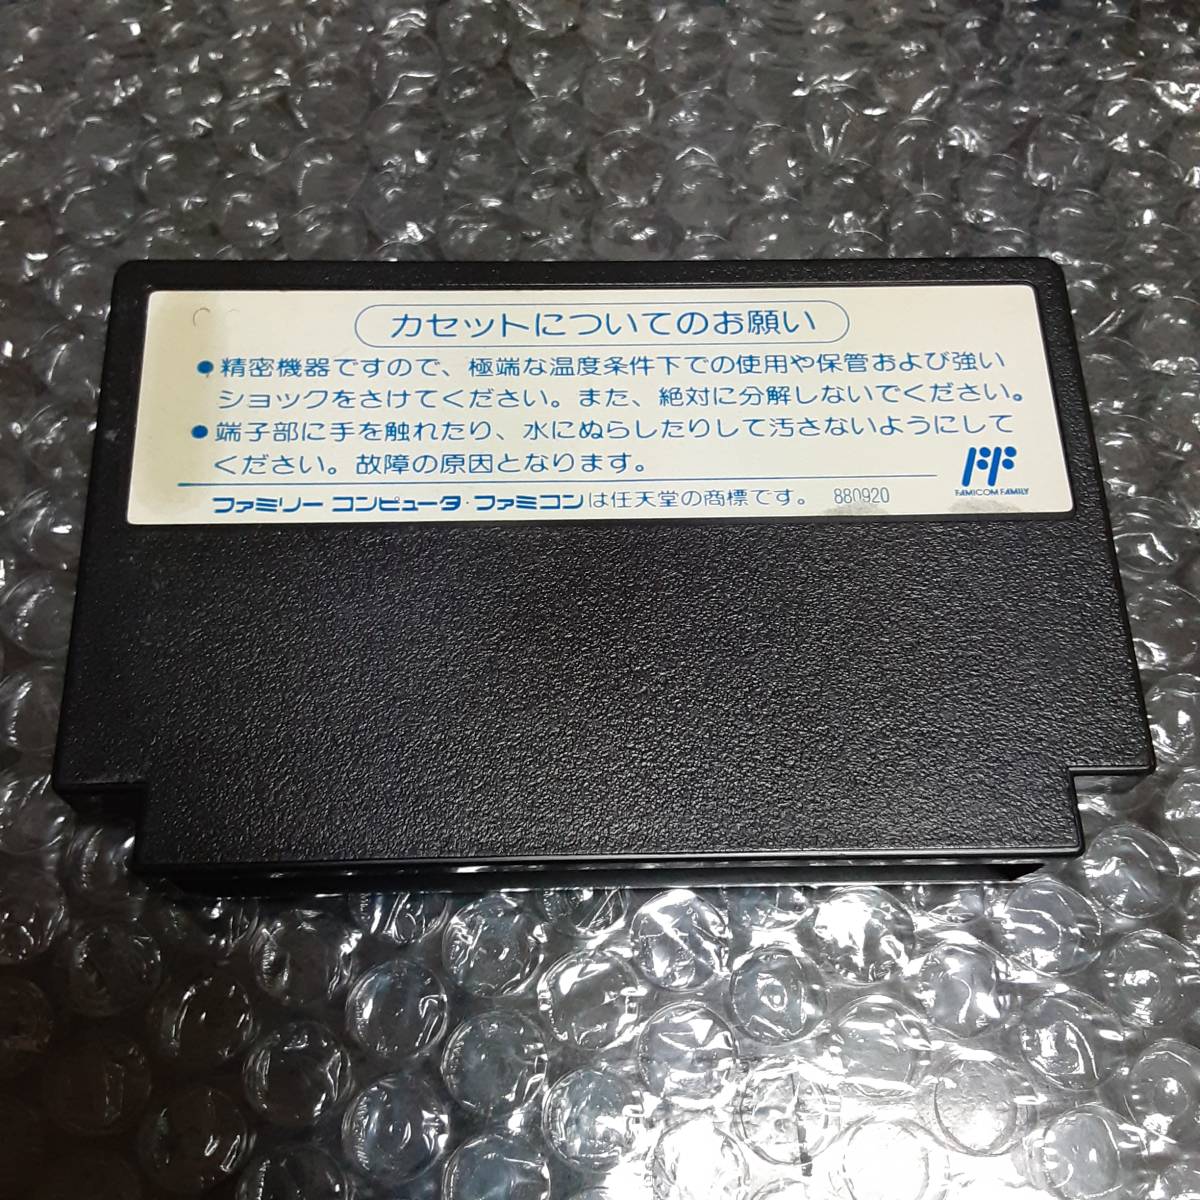 カセットについてのお願い
●精密機器ですので、極端な温度条件下での使用や保管および強い
ショックをさけてください。また、絶対に分解しないでください。
●端子部に手を触れたり、水にぬらしたりして汚さないようにして
ください。故障の原因となります。
FF
FAMICOM FAMILY
ファミリー コンピュータ・ファミコンは任天堂の商標です。 880920